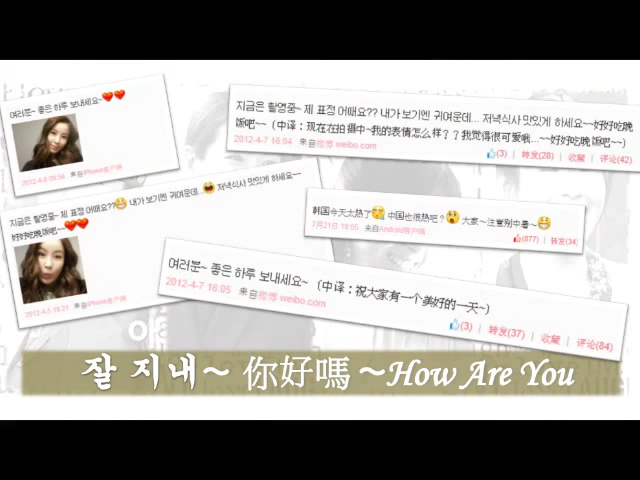 여러분~ 좋은 하루 보내세요~
2012-4-8 09:56 来自iPhone客户端
지금은 촬영중~ 제 표정 어때요?? 내가 보기엔 귀여운데... 저녁식사 맛있게 하세요~~好好吃晚
饭吧~~（中译：现在在拍摄中~我的表情怎么样？？我觉得很可爱哦...~~好好吃晚饭吧~~）
2012-4-7 16:04 来自微博 weibo.com
(3) | 转发(28) | 收藏 | 评论(42)
지금은 촬영중~ 제 표정 어때요?? 내가 보기엔 귀여운데... 저녁식사 맛있게 하세요~~
好好吃晚饭吧~~
来自iPhone客户端
韩国今天太热了 中国也很热吧？ 大家~注意别中暑~
7月21日 来自Android客户端
(877) | 转发(34)
여러분~ 좋은 하루 보내세요~（中译：祝大家有一个美好的一天~）
2012-4-7 16:05 来自微博 weibo.com
(3) | 转发(37) | 收藏 | 评论(84)
잘 지내~ 你好嗎 ~How Are You